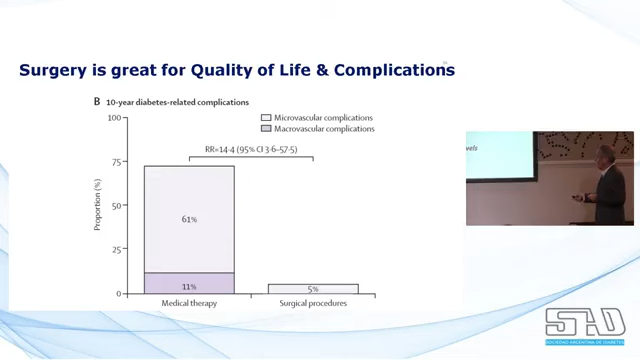 Surgery is great for Quality of Life & Complications
B 10-year diabetes-related complications
Microvascular complications
Macrovascular complications
RR=14·4 (95% CI 3·6–57·5)
Proportion (%)
100
75
50
25
0
61%
11%
5%
Medical therapy
Surgical procedures
vels
SAD
SOCIEDAD ARGENTINA DE DIABETES